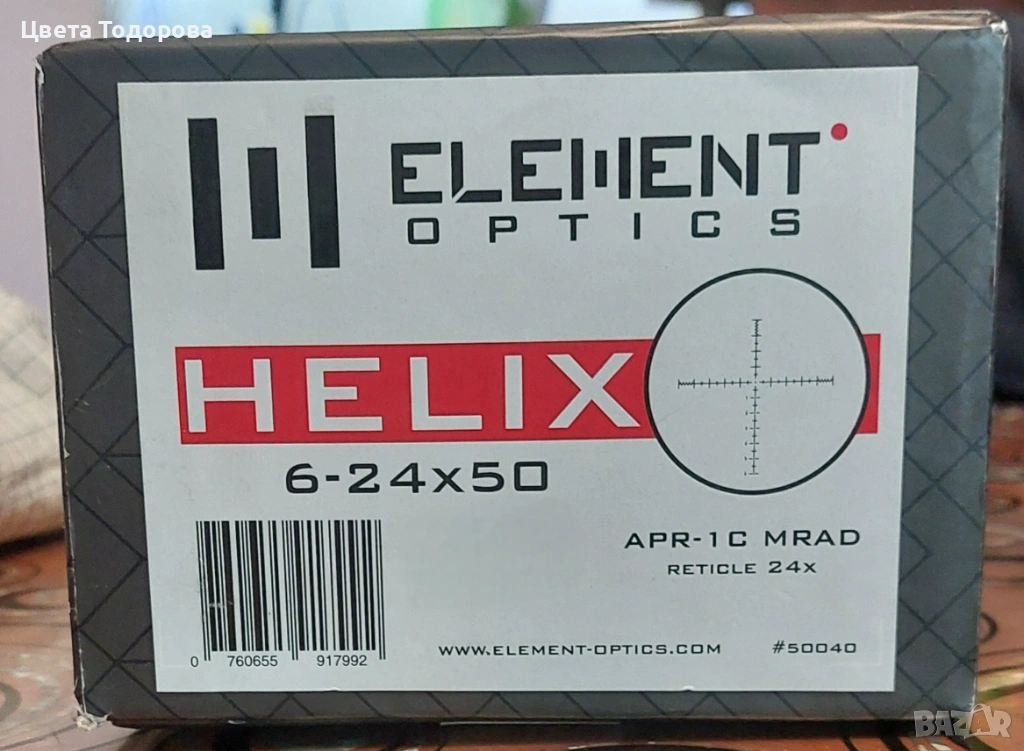 Цвета Тодорова
ELEMENT
OPTICS
HELIX
6-24x50
APR-1C MRAD
RETICLE 24x
0 760655 917992
WWW.ELEMENT-OPTICS.COM #50040
BAZAR